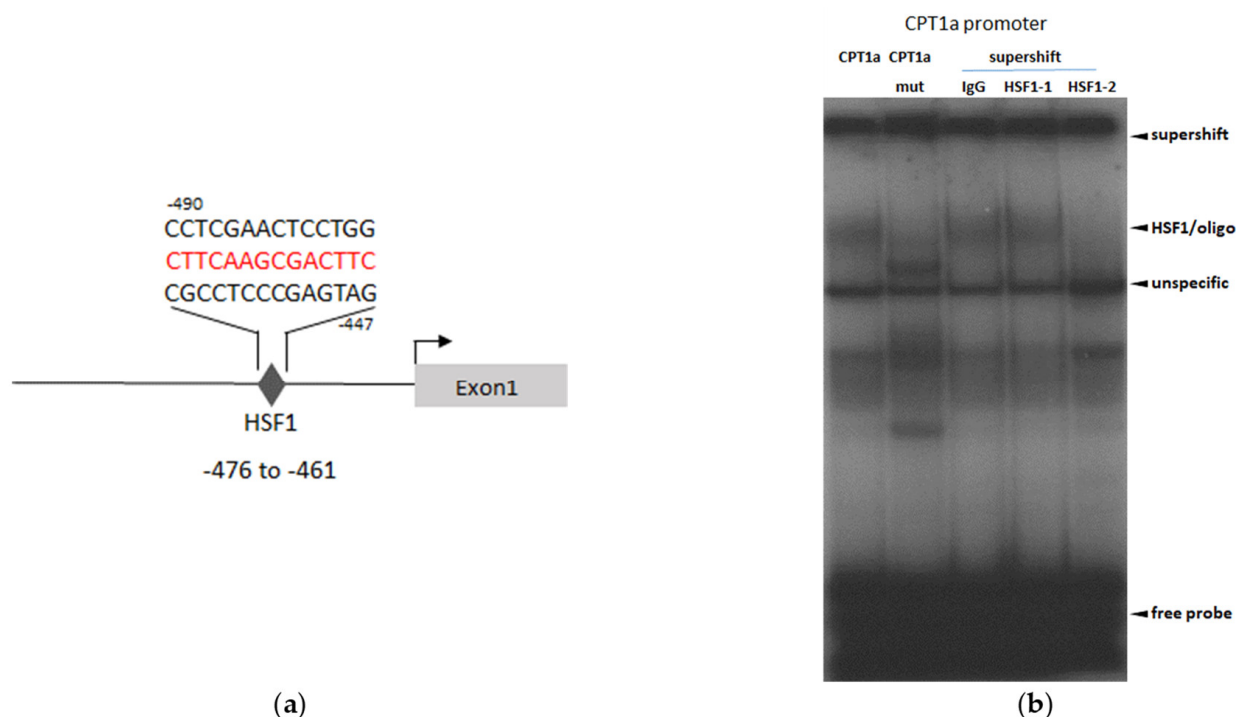 -490
CCTCGAACTCCTGG
CTTCAAGCGACTTC
CGCCTCCCGAGTAG
-447
Exon1
HSF1
-476 to -461
(a)
CPT1a promoter
CPT1a CPT1a supershift
mut IgG HSF1-1 HSF1-2
supershift
HSF1/oligo
unspecific
free probe
(b)